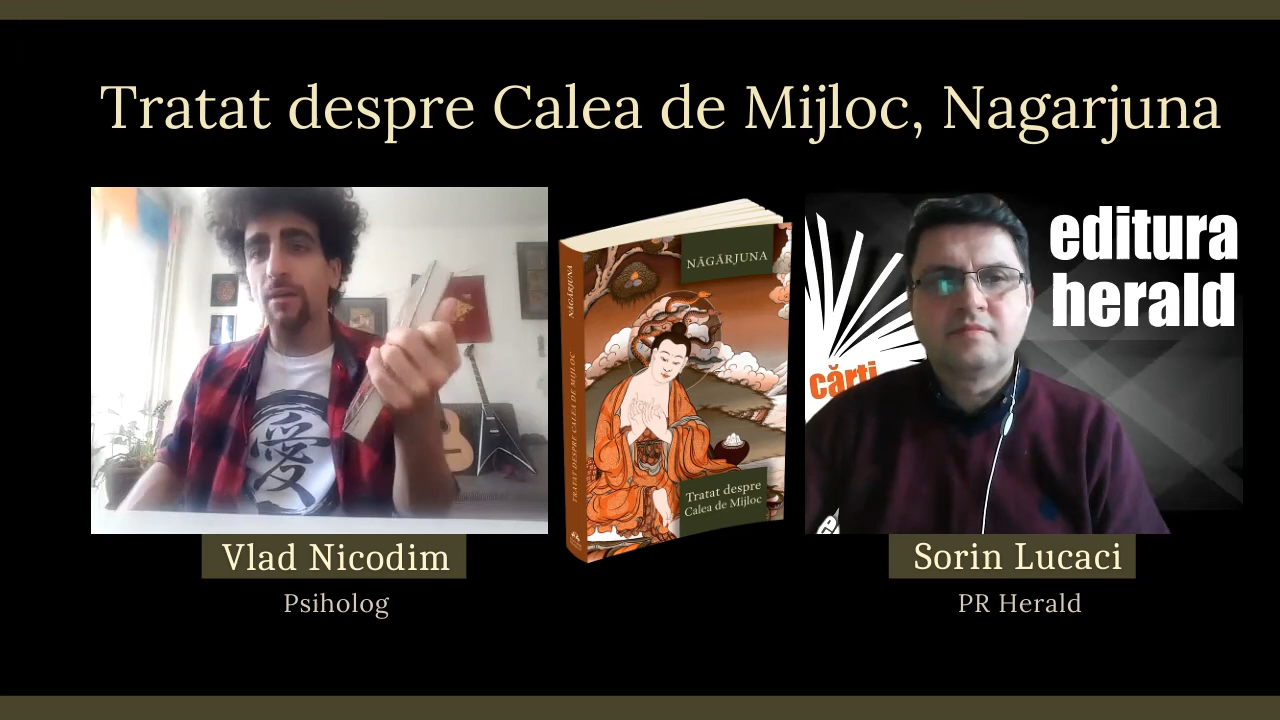 Tratat despre Calea de Mijloc, Nagarjuna
愛
NĀGĀRJUNA
TRATAT DESPRE CALEA DE MIJLOC
NĀGĀRJUNA
Tratat despre
Calea de Mijloc
editura
herald
cărți
Vlad Nicodim
Psiholog
Sorin Lucaci
PR Herald